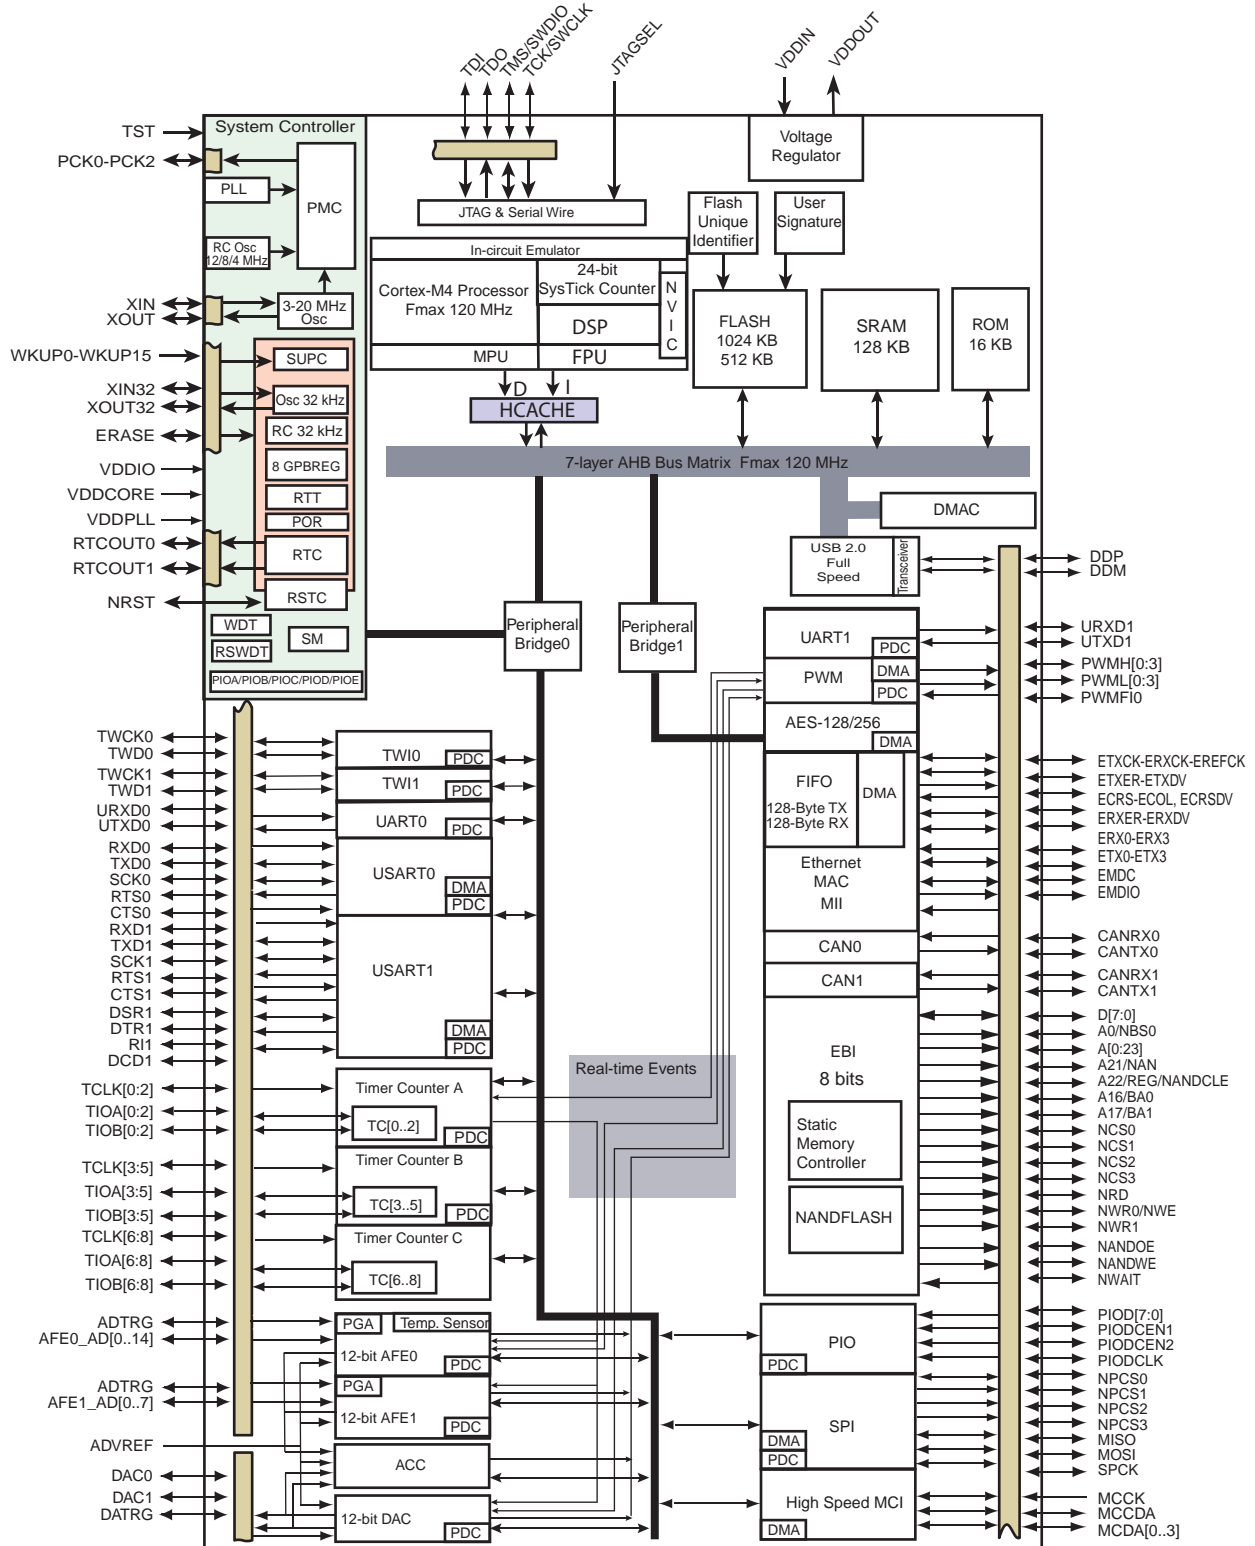 TDI
TDO
TMS/SWDIO
TCK/SWCLK
JTAGSEL
VDDIN
VDDOUT
System Controller
TST
PCK0-PCK2
PLL
PMC
RC Osc
12/8/4 MHz
XIN
XOUT
3-20 MHz
Osc
WKUP0-WKUP15
SUPC
XIN32
XOUT32
Osc 32 kHz
ERASE
RC 32 kHz
VDDIO
8 GPBREG
VDDCORE
RTT
VDDPLL
POR
RTCOUT0
RTCOUT1
RTC
NRST
RSTC
WDT
RSWDT
SM
PIOA/PIOB/PIOC/PIOD/PIOE
JTAG & Serial Wire
Voltage
Regulator
Flash
Unique
Identifier
User
Signature
In-circuit Emulator
Cortex-M4 Processor
Fmax 120 MHz
24-bit
SysTick Counter
DSP
N
V
I
C
MPU
FPU
D
I
HCACHE
FLASH
1024 KB
512 KB
SRAM
128 KB
ROM
16 KB
7-layer AHB Bus Matrix Fmax 120 MHz
DMAC
USB 2.0
Full
Speed
Transceiver
DDP
DDM
Peripheral
Bridge0
Peripheral
Bridge1
UART1
PDC
PWM
DMA
PDC
AES-128/256
DMA
FIFO
128-Byte TX
128-Byte RX
DMA
Ethernet
MAC
MII
CAN0
CAN1
EBI
8 bits
Static
Memory
Controller
NANDFLASH
PIO
PDC
SPI
DMA
PDC
High Speed MCI
DMA
URXD1
UTXD1
PWMH[0:3]
PWML[0:3]
PWMFI0
ETXCK-ERXCK-EREFCK
ETXER-ETXDV
ECRS-ECOL, ECRSDV
ERXER-ERXDV
ERX0-ERX3
ETX0-ETX3
EMDC
EMDIO
CANRX0
CANTX0
CANRX1
CANTX1
D[7:0]
A0/NBS0
A[0:23]
A21/NAN
A22/REG/NANDCLE
A16/BA0
A17/BA1
NCS0
NCS1
NCS2
NCS3
NRD
NWR0/NWE
NWR1
NANDOE
NANDWE
NWAIT
PIOD[7:0]
PIODCEN1
PIODCEN2
PIODCLK
NPCS0
NPCS1
NPCS2
NPCS3
MISO
MOSI
SPCK
MCCK
MCCDA
MCDA[0..3]
TWCK0
TWD0
TWCK1
TWD1
URXD0
UTXD0
RXD0
TXD0
SCK0
RTS0
CTS0
RXD1
TXD1
SCK1
RTS1
CTS1
DSR1
DTR1
RI1
DCD1
TCLK[0:2]
TIOA[0:2]
TIOB[0:2]
TCLK[3:5]
TIOA[3:5]
TIOB[3:5]
TCLK[6:8]
TIOA[6:8]
TIOB[6:8]
ADTRG
AFE0_AD[0..14]
ADTRG
AFE1_AD[0..7]
ADVREF
DAC0
DAC1
DATRG
TWI0
PDC
TWI1
PDC
UART0
PDC
USART0
DMA
PDC
USART1
DMA
PDC
Timer Counter A
TC[0..2]
PDC
Timer Counter B
TC[3..5]
PDC
Timer Counter C
TC[6..8]
PGA
Temp. Sensor
12-bit AFE0
PDC
PGA
12-bit AFE1
PDC
ACC
12-bit DAC
PDC
Real-time Events